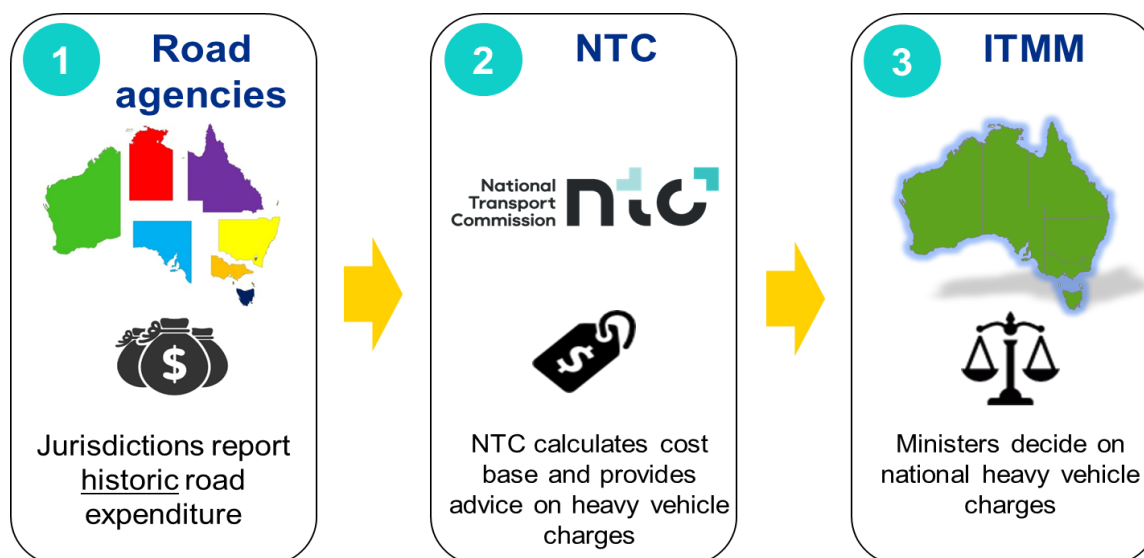 1
Road
agencies
$
Jurisdictions report
historic road
expenditure
2
NTC
National
Transport
Commission
ntc
$
NTC calculates cost
base and provides
advice on heavy vehicle
charges
3
ITMM
Ministers decide on
national heavy vehicle
charges